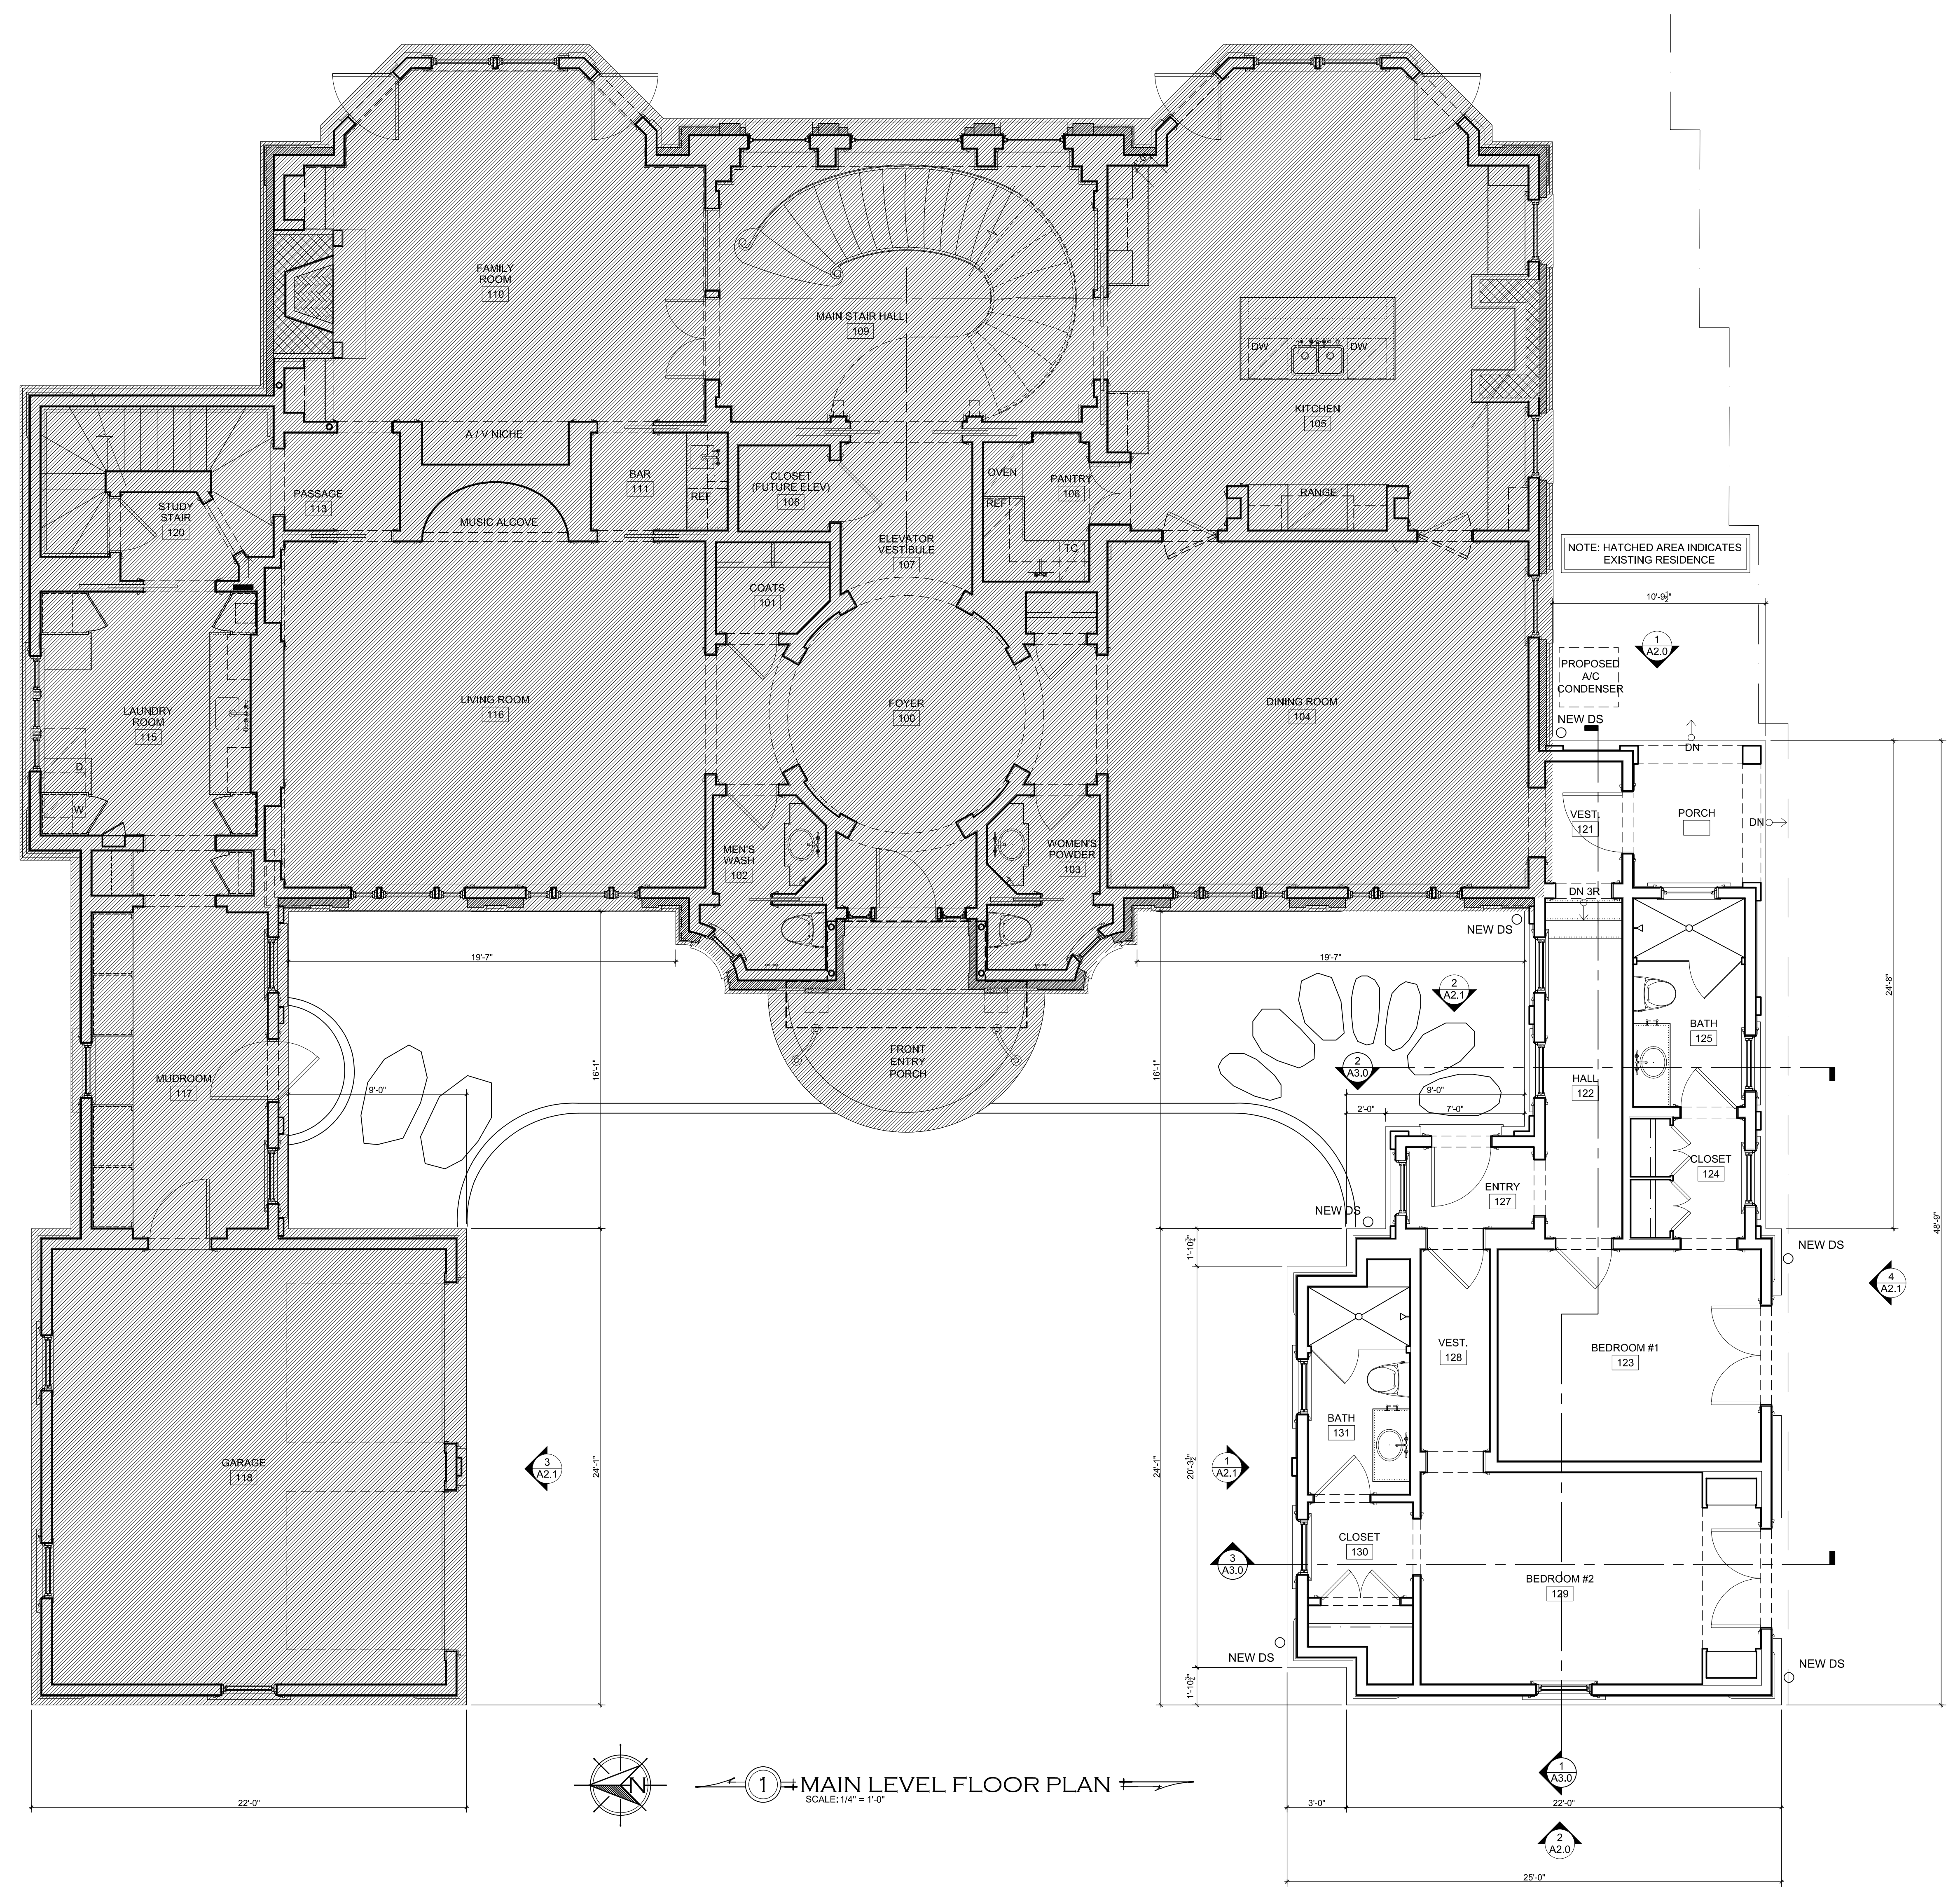 FAMILY
ROOM
110
MAIN STAIR HALL
109
4'-0"
DW
DW
KITCHEN
105
A / V NICHE
BAR
111
REF
CLOSET
(FUTURE ELEV)
108
OVEN
REF
PANTRY
106
RANGE
PASSAGE
113
STUDY
STAIR
120
MUSIC ALCOVE
ELEVATOR
VESTIBULE
107
TC
NOTE: HATCHED AREA INDICATES
EXISTING RESIDENCE
COATS
101
10'-9½"
1
A2.0
PROPOSED
A/C
CONDENSER
LAUNDRY
ROOM
115
LIVING ROOM
116
FOYER
100
DINING ROOM
104
NEW DS
DN
D
W
VEST.
121
PORCH
DN
MEN'S
WASH
102
WOMEN'S
POWDER
103
DN 3R
NEW DS
19'-7"
19'-7"
24'-8"
2
A2.1
BATH
125
FRONT
ENTRY
PORCH
16'-1"
16'-1"
2
A3.0
MUDROOM
117
9'-0"
9'-0"
HALL
122
2'-0"
7'-0"
CLOSET
124
ENTRY
127
NEW DS
48'-9"
1'-10¾"
NEW DS
4
A2.1
VEST.
128
BEDROOM #1
123
BATH
131
GARAGE
118
3
A2.1
24'-1"
24'-1"
20'-3½"
1
A2.1
CLOSET
130
3
A3.0
BEDROOM #2
129
NEW DS
NEW DS
1'-10¾"
N
1
MAIN LEVEL FLOOR PLAN
SCALE: 1/4" = 1'-0"
1
A3.0
22'-0"
3'-0"
22'-0"
2
A2.0
25'-0"